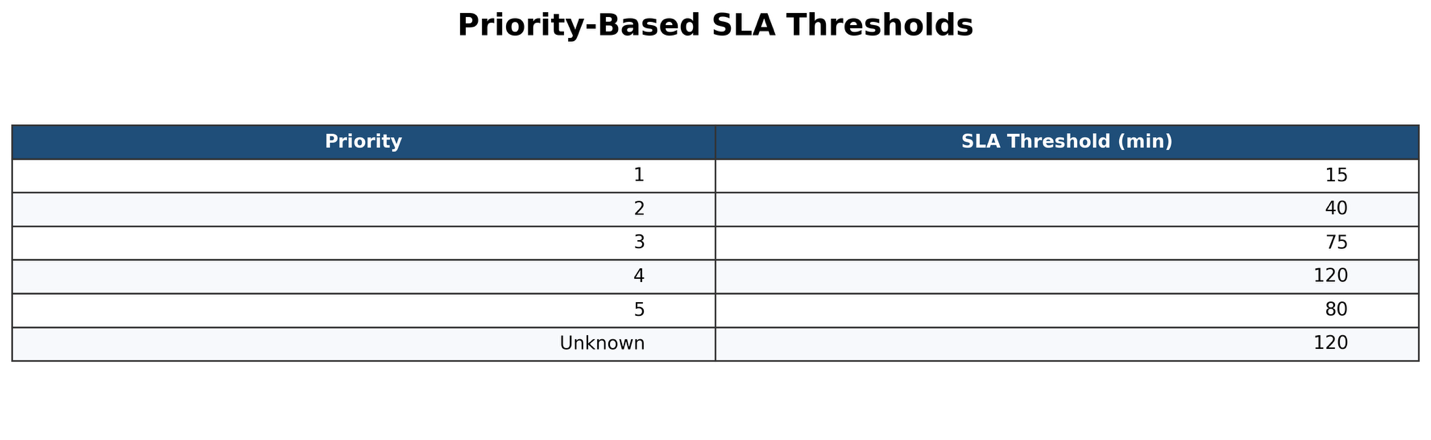 Priority-Based SLA Thresholds
Priority SLA Threshold (min)
1 15
2 40
3 75
4 120
5 80
Unknown 120